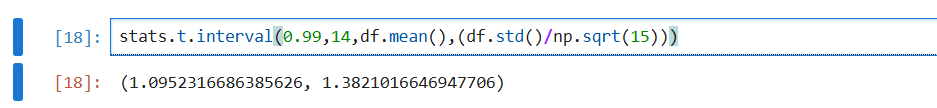 [18]: stats.t.interval(0.99,14,df.mean(),(df.std()/np.sqrt(15)))
[18]: (1.0952316686385626, 1.3821016646947706)